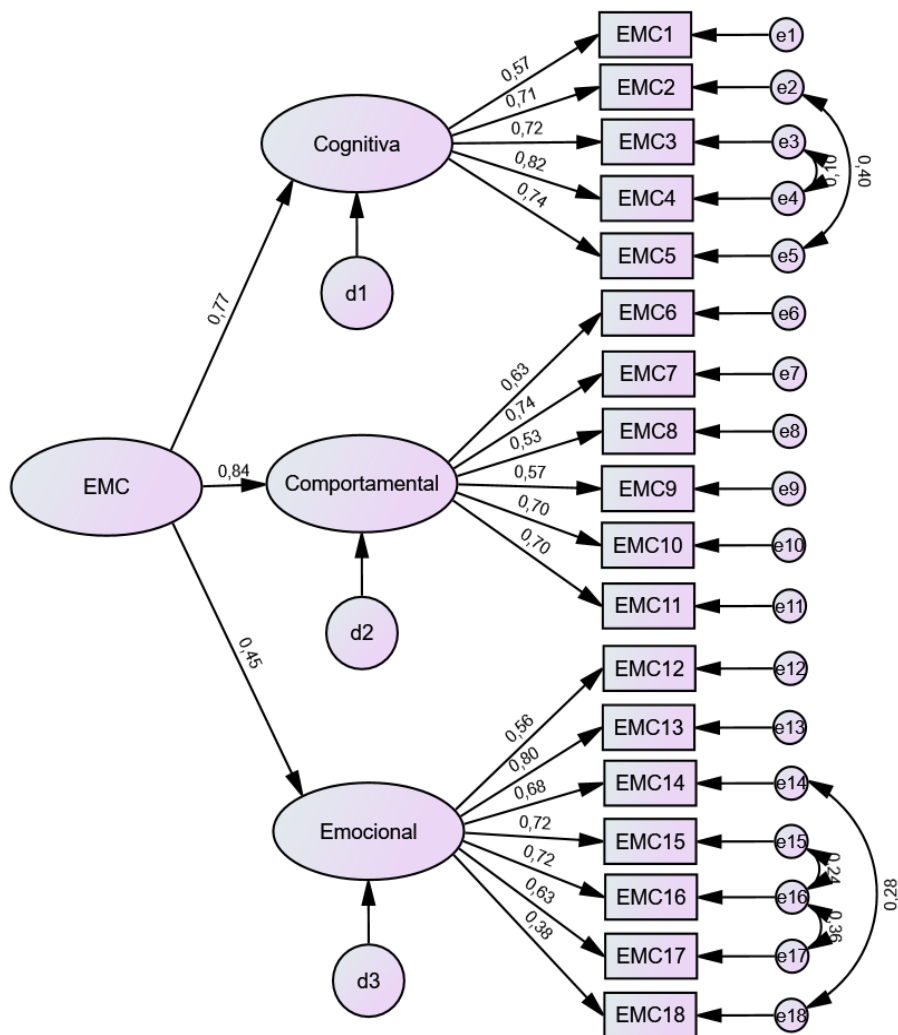 EMC1
e1
0,57
EMC2
e2
0,71
Cognitiva
0,72
EMC3
e3
0,10
0,40
0,82
EMC4
e4
0,74
EMC5
e5
d1
0,77
EMC6
e6
0,63
EMC7
e7
0,74
EMC8
e8
0,53
EMC
0,84
Comportamental
0,57
EMC9
e9
0,70
EMC10
e10
0,70
EMC11
e11
d2
0,45
EMC12
e12
0,56
EMC13
e13
0,80
EMC14
e14
0,68
Emocional
0,72
EMC15
e15
0,24
0,28
0,72
EMC16
e16
0,63
0,36
0,38
EMC17
e17
d3
EMC18
e18